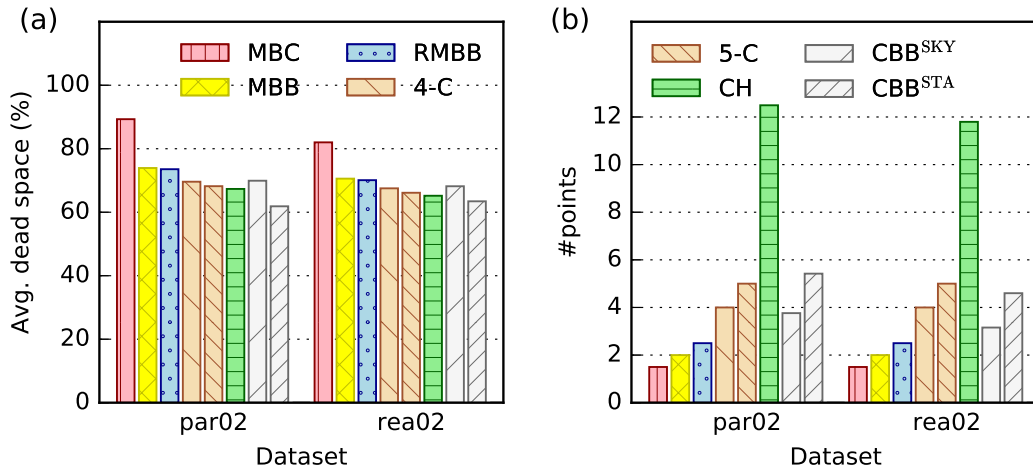 (a)
MBC
RMBB
MBB
4-C
Avg. dead space (%)
100
80
60
40
20
0
par02
rea02
Dataset
(b)
5-C
CBB^SKY
CH
CBB^STA
#points
12
10
8
6
4
2
0
par02
rea02
Dataset